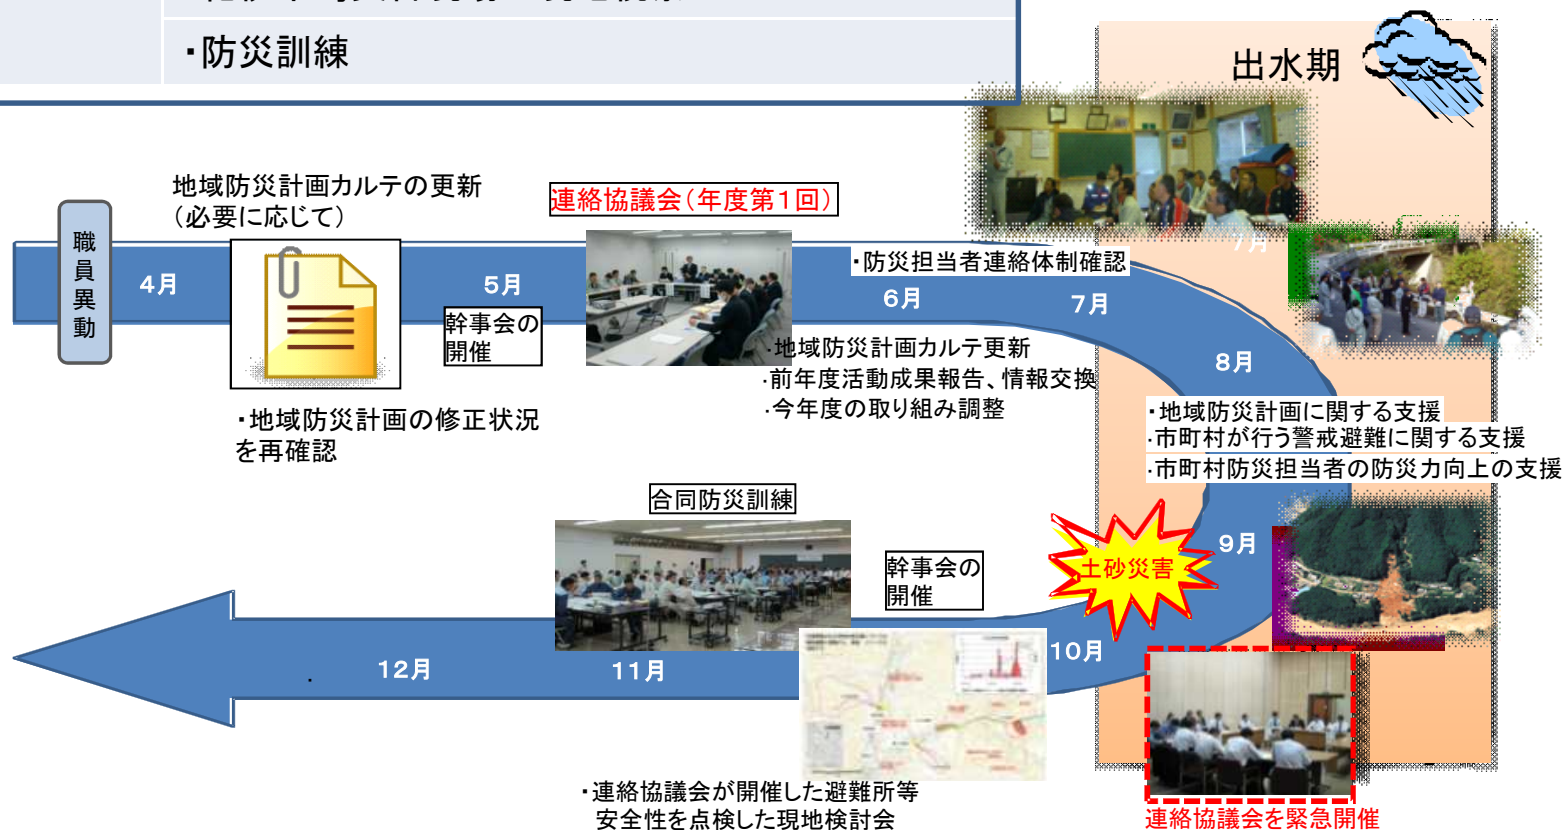 ・防災訓練
出水期
地域防災計画カルテの更新
（必要に応じて）
連絡協議会（年度第１回）
職員異動
４月
５月
幹事会の
開催
・防災担当者連絡体制確認
６月
７月
７月
・地域防災計画カルテ更新
・前年度活動成果報告、情報交換
・今年度の取り組み調整
８月
・地域防災計画の修正状況
を再確認
・地域防災計画に関する支援
・市町村が行う警戒避難に関する支援
・市町村防災担当者の防災力向上の支援
合同防災訓練
幹事会の
開催
土砂災害
９月
１０月
１１月
１２月
・連絡協議会が開催した避難所等
安全性を点検した現地検討会
連絡協議会を緊急開催